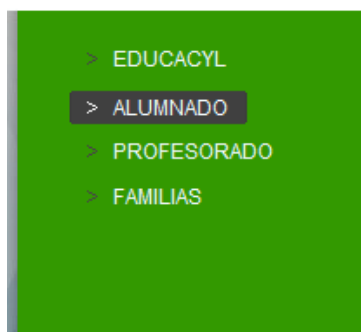 > EDUCACYL
> ALUMNADO
> PROFESORADO
> FAMILIAS